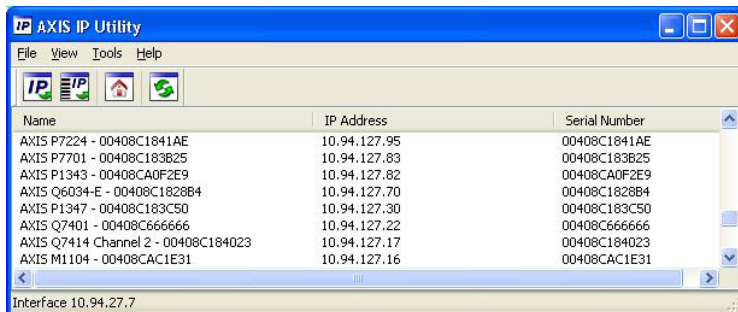 IP AXIS IP Utility
File View Tools Help
IP IP
Name IP Address Serial Number
AXIS P7224 - 00408C1841AE 10.94.127.95 00408C1841AE
AXIS P7701 - 00408C183B25 10.94.127.83 00408C183B25
AXIS P1343 - 00408CA0F2E9 10.94.127.82 00408CA0F2E9
AXIS Q6034-E - 00408C1828B4 10.94.127.70 00408C1828B4
AXIS P1347 - 00408C183C50 10.94.127.30 00408C183C50
AXIS Q7401 - 00408C666666 10.94.127.22 00408C666666
AXIS Q7414 Channel 2 - 00408C184023 10.94.127.17 00408C184023
AXIS M1104 - 00408CAC1E31 10.94.127.16 00408CAC1E31
Interface 10.94.27.7